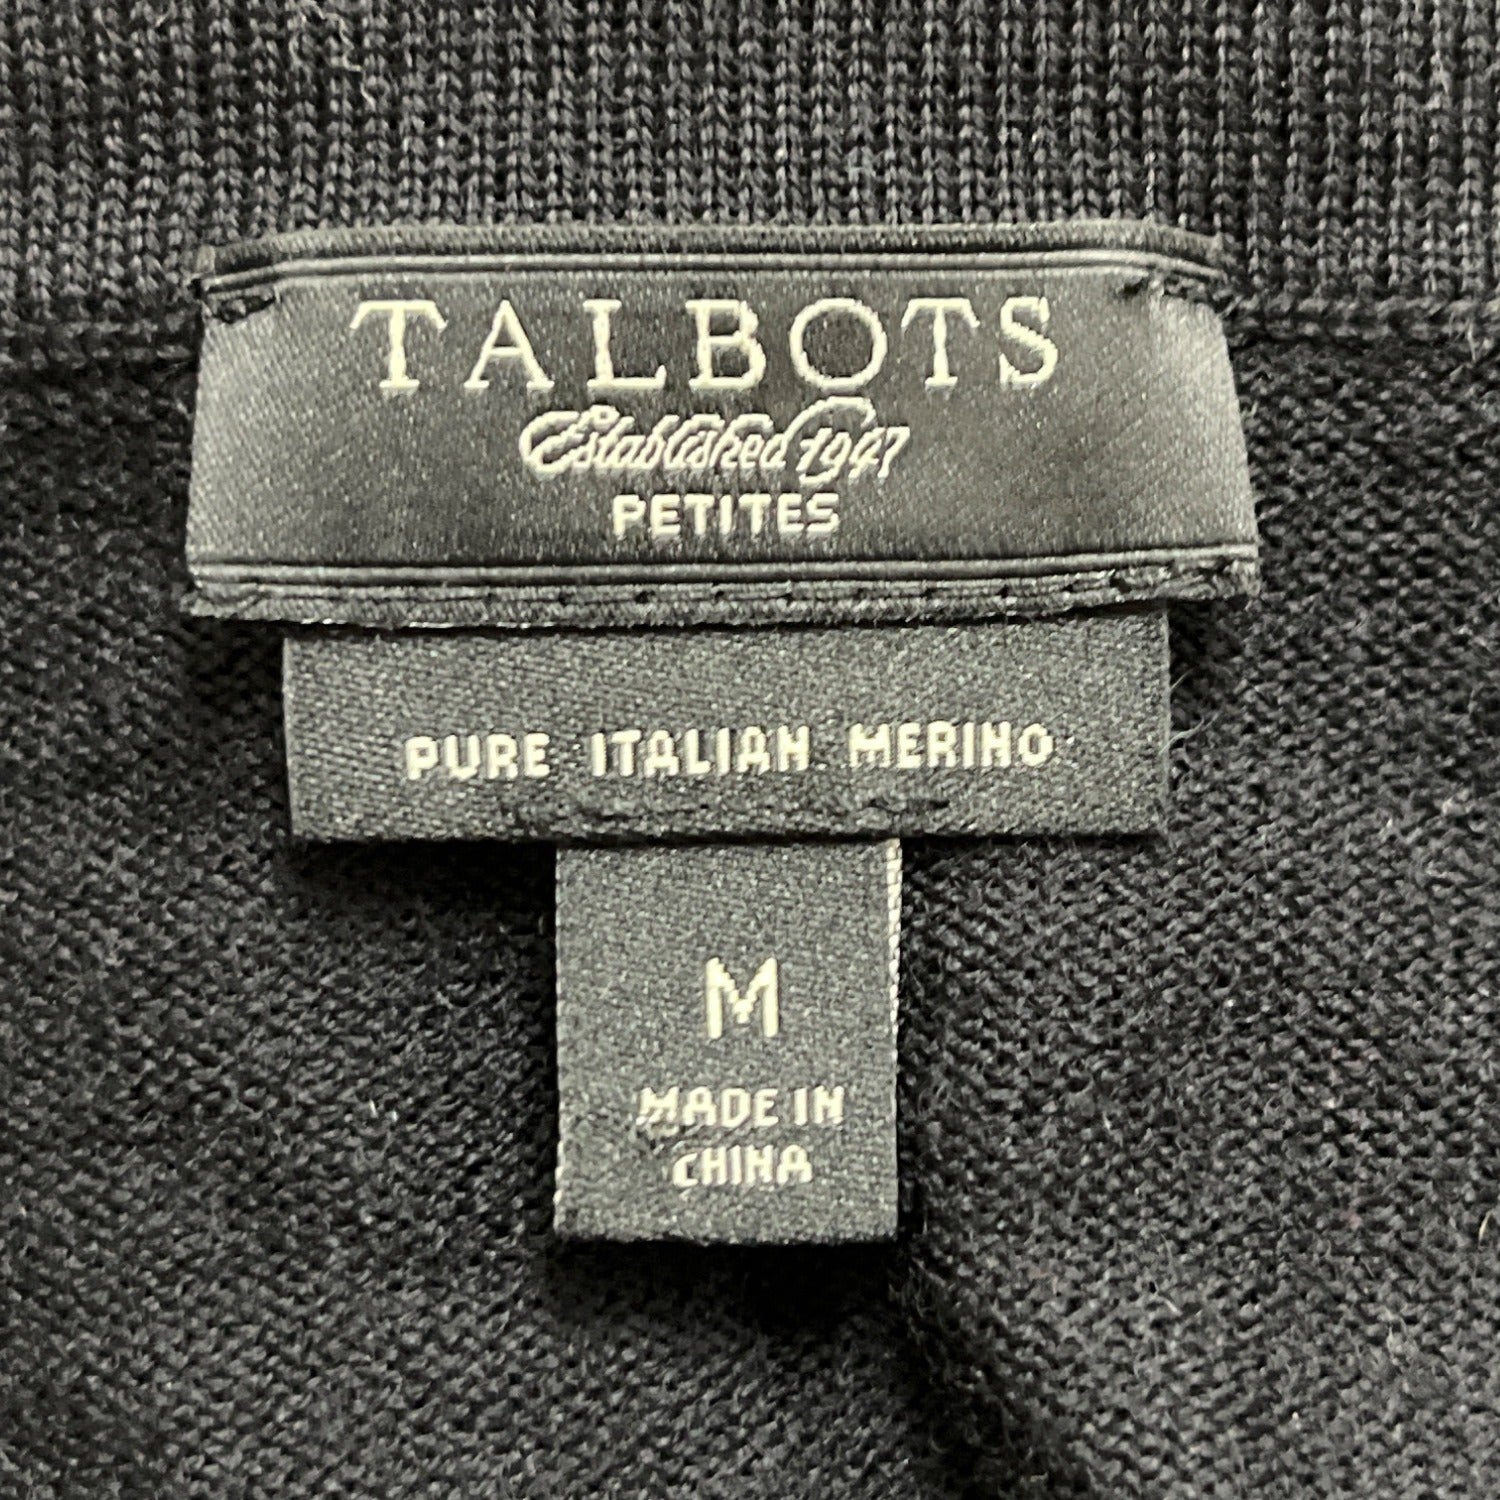 TALBOTS
Established 1947
PETITES
PURE ITALIAN MERINO
M
MADE IN
CHINA